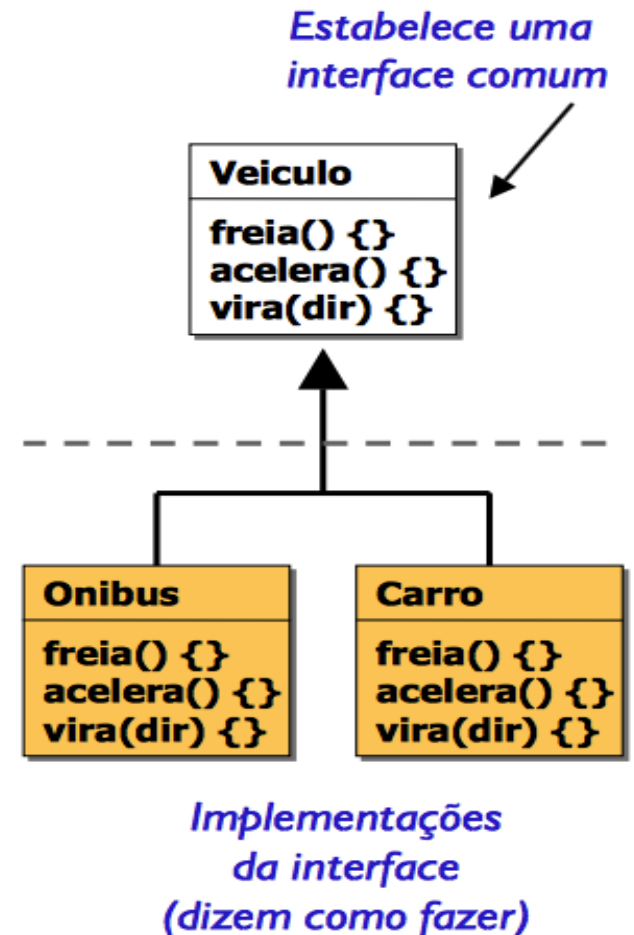 Estabelece uma
interface comum
Veiculo
freia() {}
acelera() {}
vira(dir) {}
Onibus
freia() {}
acelera() {}
vira(dir) {}
Carro
freia() {}
acelera() {}
vira(dir) {}
Implementações
da interface
(dizem como fazer)